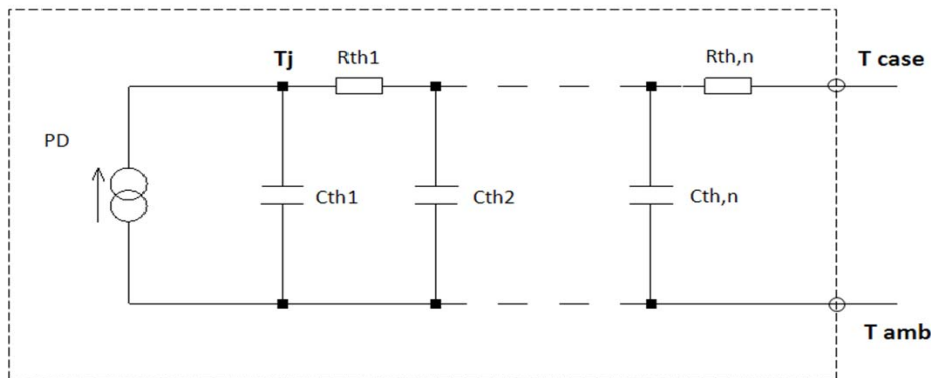 Tj
Rth1
Rth,n
T case
PD
Cth1
Cth2
Cth,n
T amb